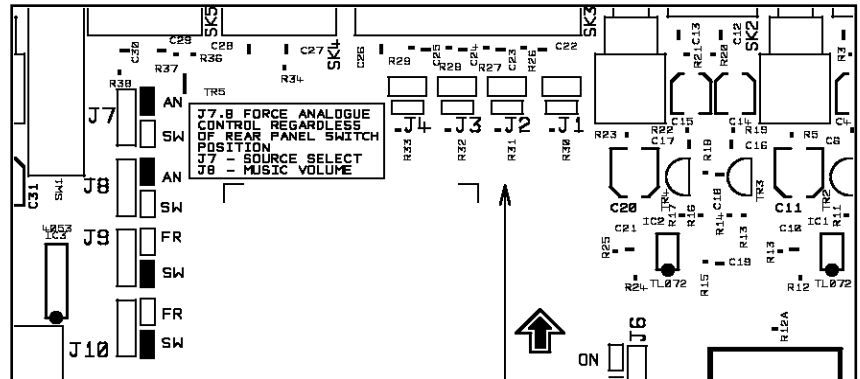 SK5
SK4
SK3
SK2
C30
C29
R36
C28
C27
C26
R29
C25
R28
C24
R27
C23
R26
C22
C13
C12
R21
R20
R3
R37
R38
R34
TR5
J7
AN
SW
J7.8 FORCE ANALOGUE
CONTROL REGARDLESS
OF REAR PANEL SWITCH
POSITION
J7 - SOURCE SELECT
J8 - MUSIC VOLUME
J4
J3
J2
J1
R33
R32
R31
R30
R23
R22
C15
C14
R19
R5
C4
C17
C16
C6
J8
AN
SW
C31
SW1
R18
C18
TR4
TR3
TR2
C20
C11
IC2
IC1
R17
R16
R14
R13
R11
4053
IC3
J9
FR
SW
C21
R25
C19
R15
R24
TL072
C10
R13
R12
TL072
J10
FR
SW
ON
J6
R12A